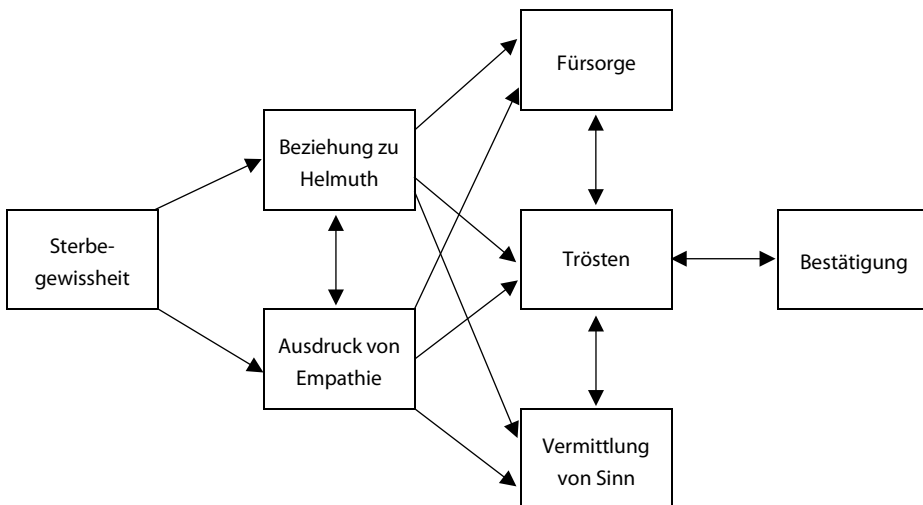 Fürsorge
Beziehung zu
Helmuth
Sterbe-
gewissheit
Trösten
Bestätigung
Ausdruck von
Empathie
Vermittlung
von Sinn